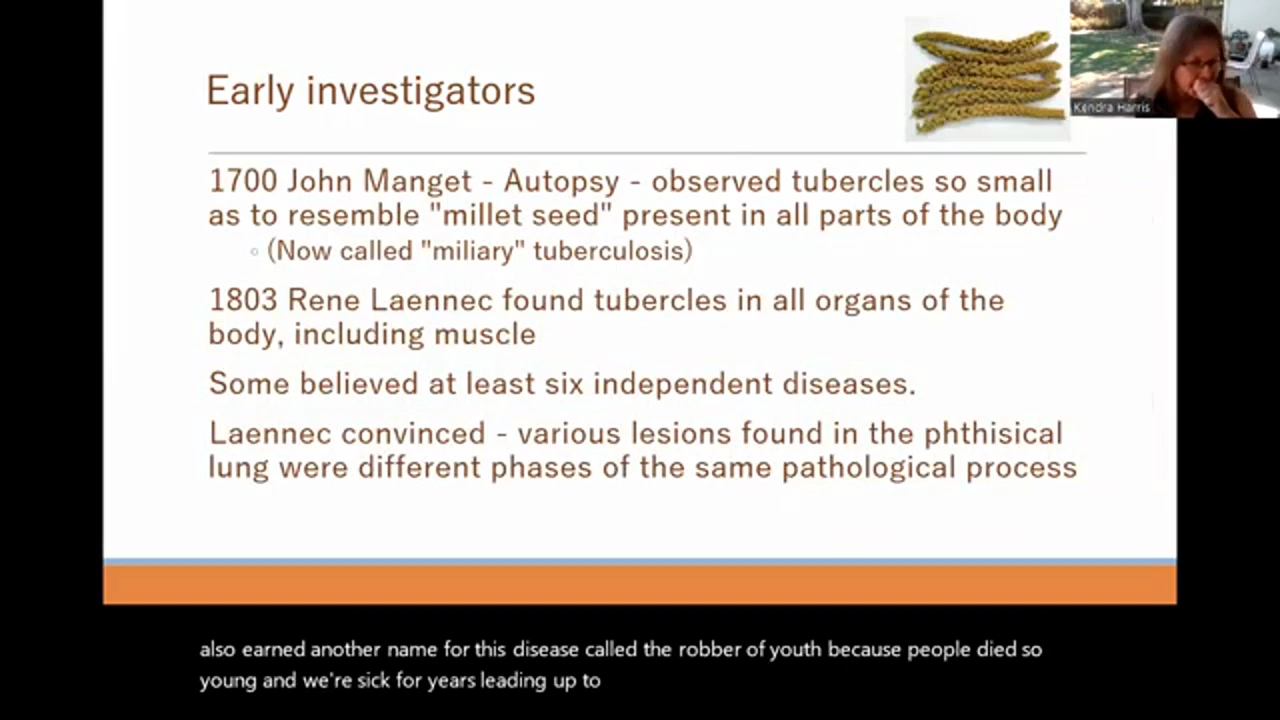 Early investigators
Kendra Harris
1700 John Manget - Autopsy - observed tubercles so small
as to resemble "millet seed" present in all parts of the body
◦ (Now called "miliary" tuberculosis)
1803 Rene Laennec found tubercles in all organs of the
body, including muscle
Some believed at least six independent diseases.
Laennec convinced - various lesions found in the phthisical
lung were different phases of the same pathological process
also earned another name for this disease called the robber of youth because people died so
young and we're sick for years leading up to